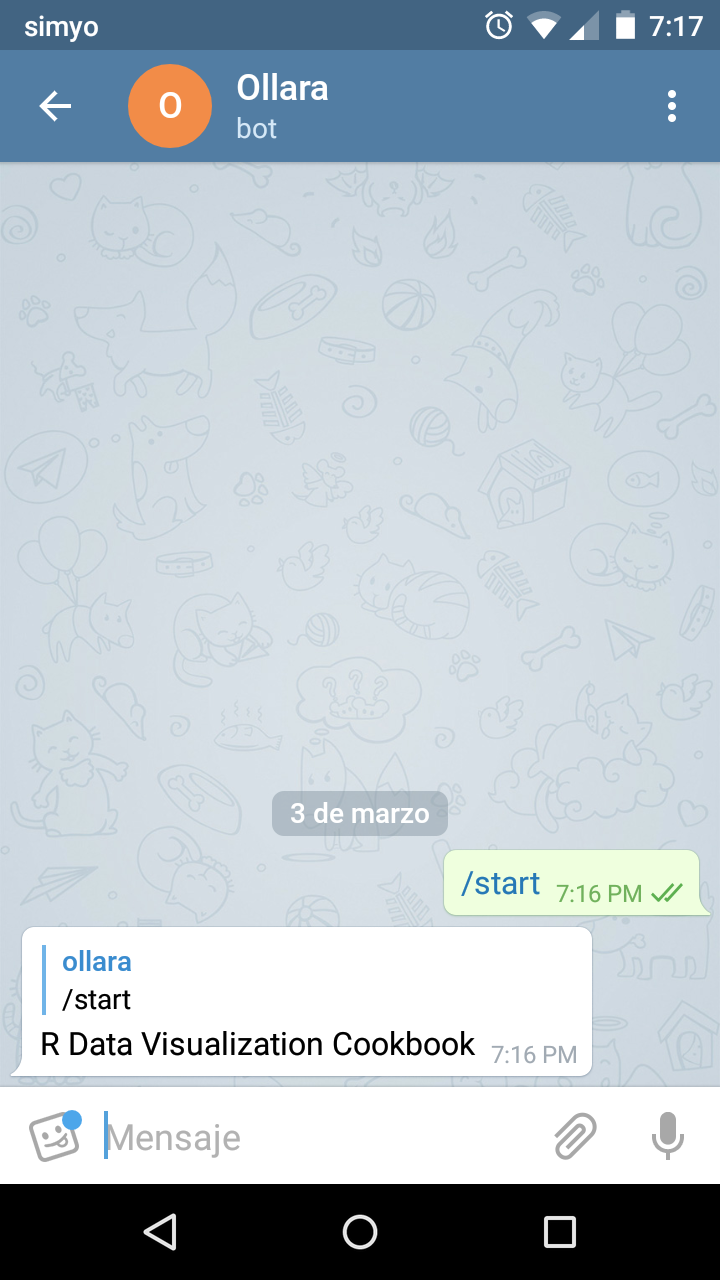 simyo 7:17
O
Ollara
bot
3 de marzo
/start 7:16 PM
ollara
/start
R Data Visualization Cookbook 7:16 PM
Mensaje